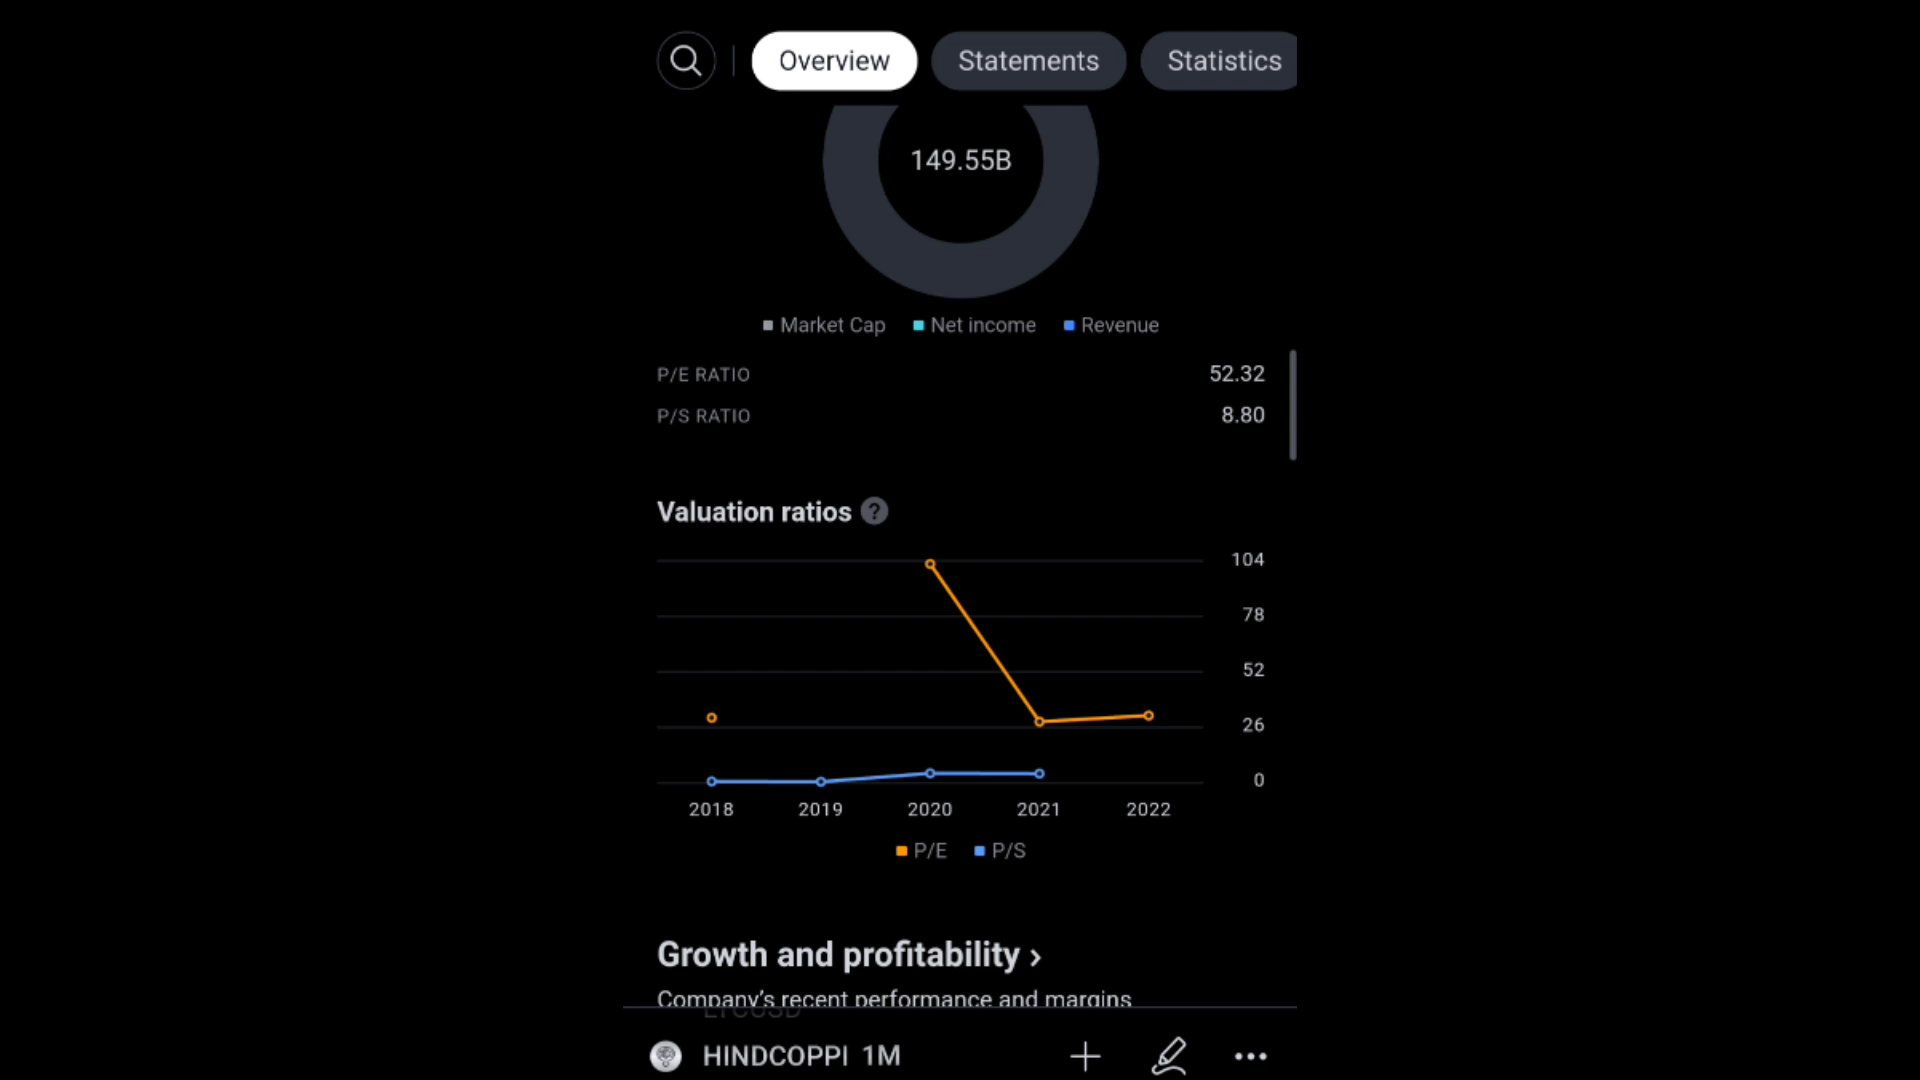 Overview Statements Statistics
149.55B
Market Cap Net income Revenue
P/E RATIO 52.32
P/S RATIO 8.80
Valuation ratios ?
104
78
52
26
0
2018 2019 2020 2021 2022
P/E P/S
Growth and profitability ›
Company's recent performance and margins
HINDCOPPI 1M